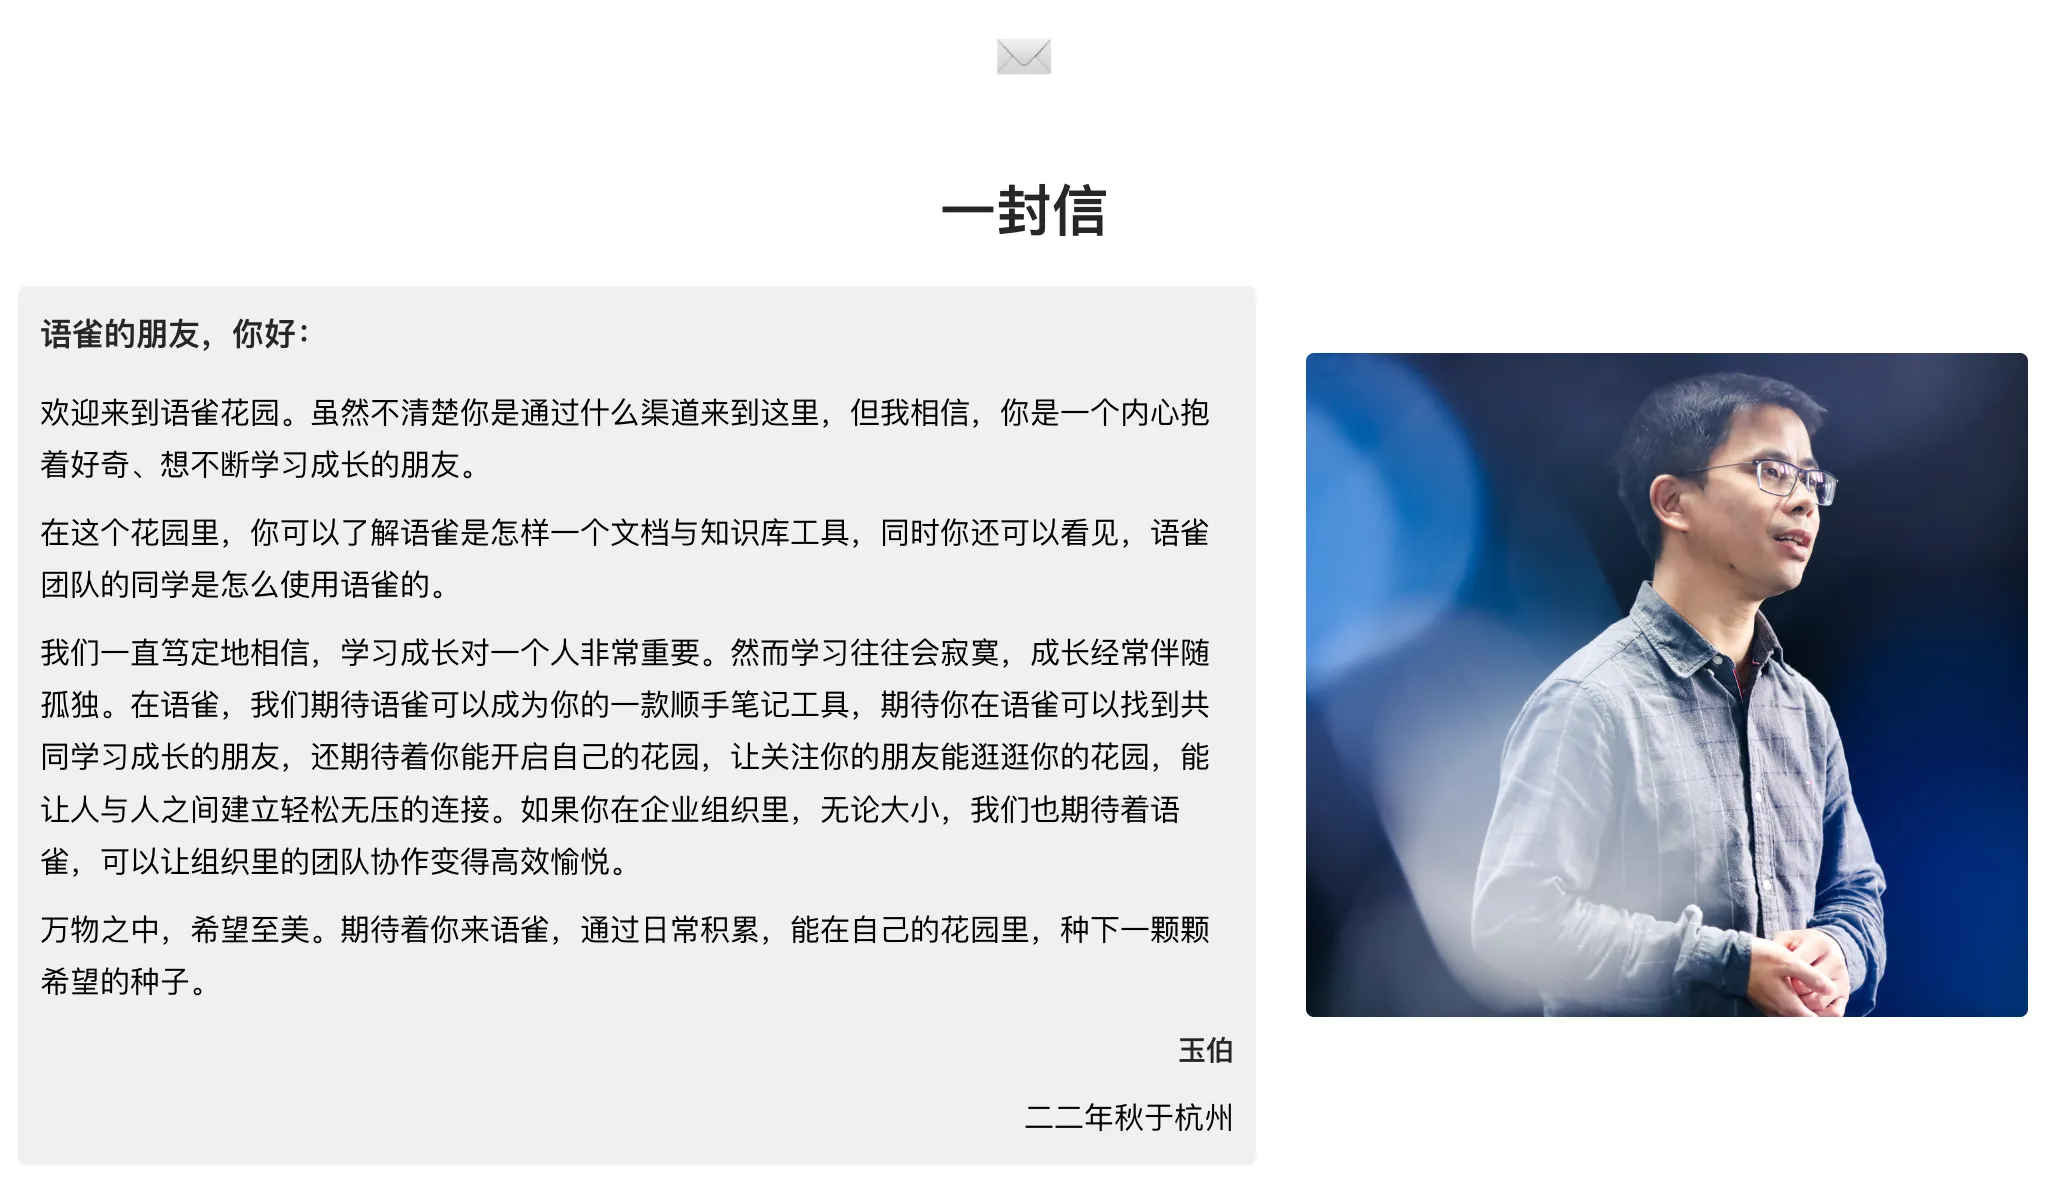 一封信
语雀的朋友，你好：
欢迎来到语雀花园。虽然不清楚你是通过什么渠道来到这里，但我相信，你是一个内心抱
着好奇、想不断学习成长的朋友。
在这个花园里，你可以了解语雀是怎样一个文档与知识库工具，同时你还可以看见，语雀
团队的同学是怎么使用语雀的。
我们一直笃定地相信，学习成长对一个人非常重要。然而学习往往会寂寞，成长经常伴随
孤独。在语雀，我们期待语雀可以成为你的一款顺手笔记工具，期待你在语雀可以找到共
同学习成长的朋友，还期待着你能开启自己的花园，让关注你的朋友能逛逛你的花园，能
让人与人之间建立轻松无压的连接。如果你在企业组织里，无论大小，我们也期待着语
雀，可以让组织里的团队协作变得高效愉悦。
万物之中，希望至美。期待着你来语雀，通过日常积累，能在自己的花园里，种下一颗颗
希望的种子。
玉伯
二二年秋于杭州